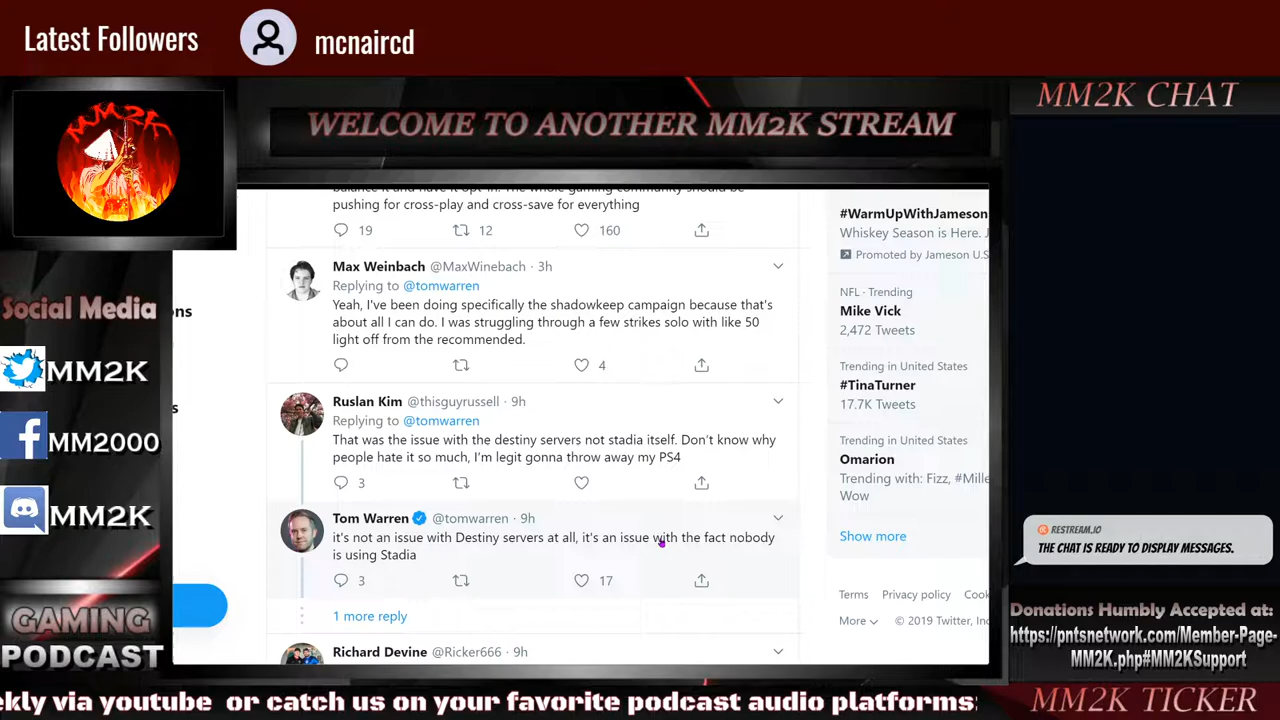 Latest Followers
mcnaircd
MM2K
WELCOME TO ANOTHER MM2K STREAM
MM2K CHAT
Social Media
MM2K
MM2000
MM2K
GAMING
PODCAST
ons
s
pushing for cross-play and cross-save for everything
19 12 160
Max Weinbach @MaxWinebach · 3h
Replying to @tomwarren
Yeah, I've been doing specifically the shadowkeep campaign because that's
about all I can do. I was struggling through a few strikes solo with like 50
light off from the recommended.
4
Ruslan Kim @thisguyrussell · 9h
Replying to @tomwarren
That was the issue with the destiny servers not stadia itself. Don't know why
people hate it so much, I'm legit gonna throw away my PS4
3
Tom Warren @tomwarren · 9h
it's not an issue with Destiny servers at all, it's an issue with the fact nobody
is using Stadia
3 17
1 more reply
Richard Devine @Ricker666 · 9h
#WarmUpWithJameson
Whiskey Season is Here. J
Promoted by Jameson U.S
NFL · Trending
Mike Vick
2,472 Tweets
Trending in United States
#TinaTurner
17.7K Tweets
Trending in United States
Omarion
Trending with: Fizz, #Mille
Wow
Show more
Terms Privacy policy Cook
More © 2019 Twitter, Inc
RESTREAM.IO
THE CHAT IS READY TO DISPLAY MESSAGES.
Donations Humbly Accepted at:
https://pntsnetwork.com/Member-Page-
MM2K.php#MM2KSupport
ekly via youtube or catch us on your favorite podcast audio platforms:
MM2K TICKER